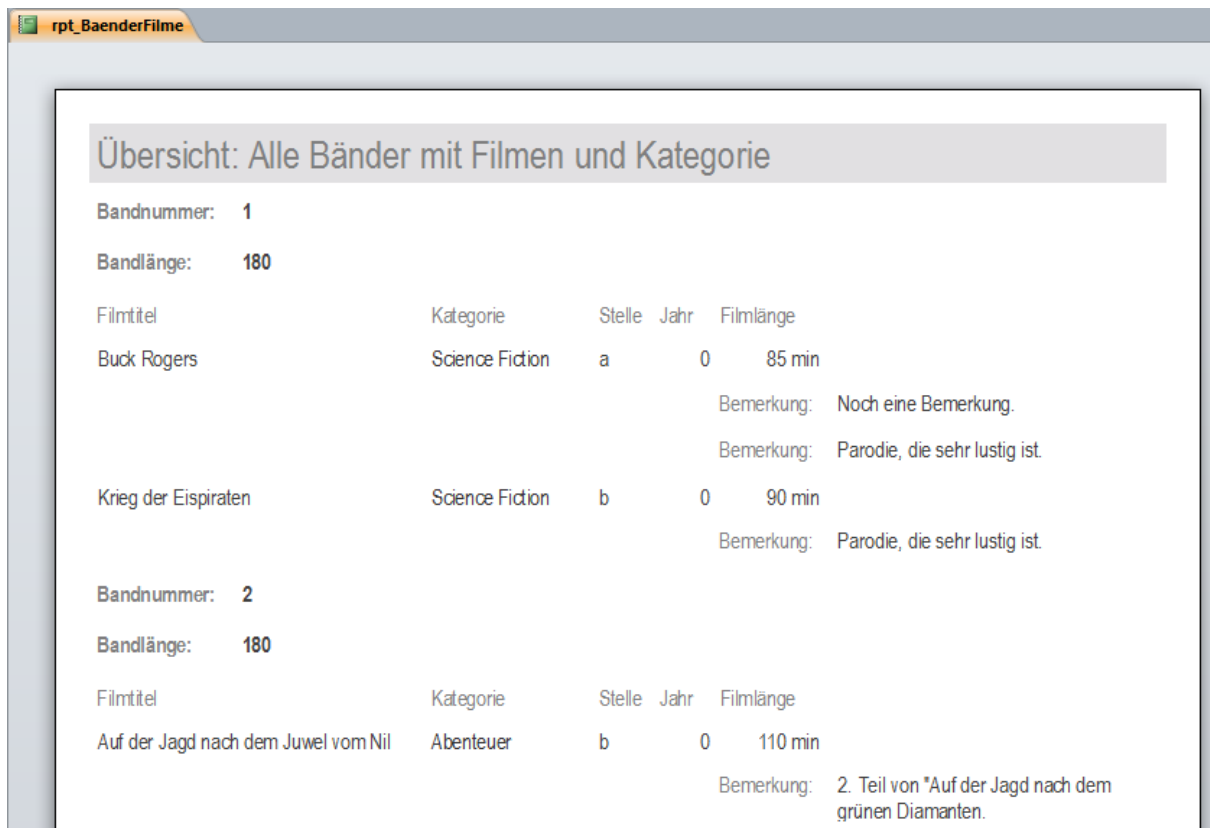 rpt_BaenderFilme
Übersicht: Alle Bänder mit Filmen und Kategorie
Bandnummer: 1
Bandlänge: 180
Filmtitel Kategorie Stelle Jahr Filmlänge
Buck Rogers Science Fiction a 0 85 min
Bemerkung: Noch eine Bemerkung.
Bemerkung: Parodie, die sehr lustig ist.
Krieg der Eispiraten Science Fiction b 0 90 min
Bemerkung: Parodie, die sehr lustig ist.
Bandnummer: 2
Bandlänge: 180
Filmtitel Kategorie Stelle Jahr Filmlänge
Auf der Jagd nach dem Juwel vom Nil Abenteuer b 0 110 min
Bemerkung: 2. Teil von "Auf der Jagd nach dem
grünen Diamanten.